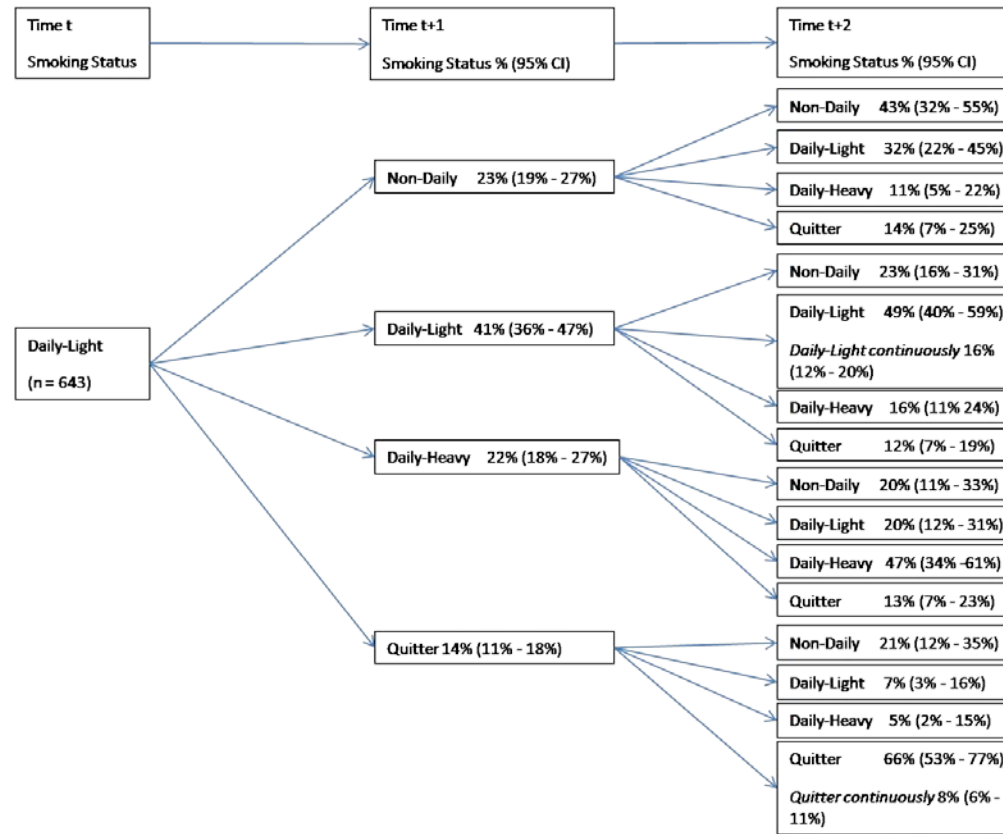 Time t
Smoking Status
Time t+1
Smoking Status % (95% CI)
Time t+2
Smoking Status % (95% CI)
Daily-Light
(n = 643)
Non-Daily 23% (19% - 27%)
Non-Daily 43% (32% - 55%)
Daily-Light 32% (22% - 45%)
Daily-Heavy 11% (5% - 22%)
Quitter 14% (7% - 25%)
Daily-Light 41% (36% - 47%)
Non-Daily 23% (16% - 31%)
Daily-Light 49% (40% - 59%)
Daily-Light continuously 16%
(12% - 20%)
Daily-Heavy 16% (11% 24%)
Quitter 12% (7% - 19%)
Daily-Heavy 22% (18% - 27%)
Non-Daily 20% (11% - 33%)
Daily-Light 20% (12% - 31%)
Daily-Heavy 47% (34% -61%)
Quitter 13% (7% - 23%)
Quitter 14% (11% - 18%)
Non-Daily 21% (12% - 35%)
Daily-Light 7% (3% - 16%)
Daily-Heavy 5% (2% - 15%)
Quitter 66% (53% - 77%)
Quitter continuously 8% (6% -
11%)